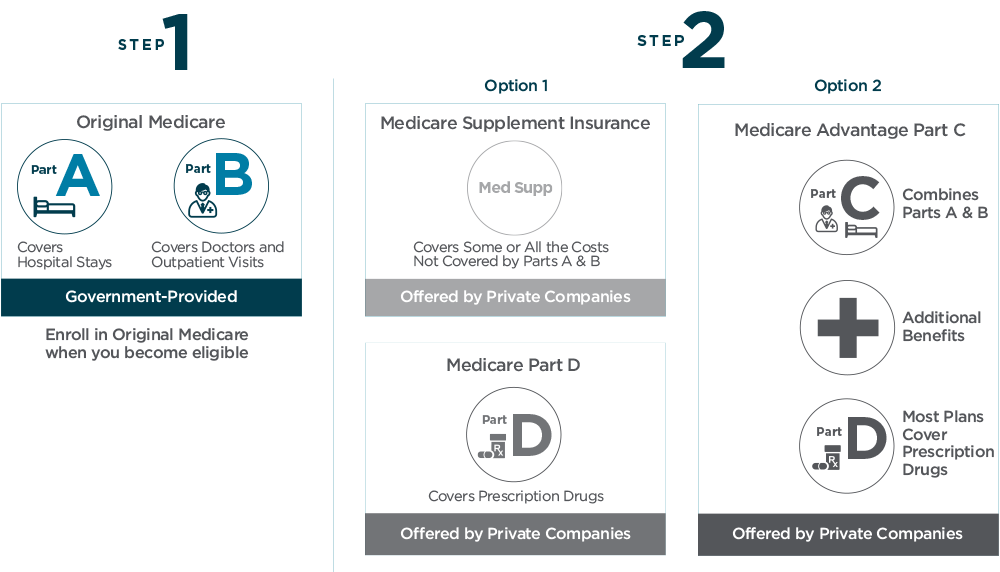 STEP 1
Original Medicare
Part A
Part B
Covers
Hospital Stays
Covers Doctors and
Outpatient Visits
Government-Provided
Enroll in Original Medicare
when you become eligible
STEP 2
Option 1
Medicare Supplement Insurance
Med Supp
Covers Some or All the Costs
Not Covered by Parts A & B
Offered by Private Companies
Medicare Part D
Part D
Rx
Covers Prescription Drugs
Offered by Private Companies
Option 2
Medicare Advantage Part C
Part C
Combines
Parts A & B
Additional
Benefits
Part D
Rx
Most Plans
Cover
Prescription
Drugs
Offered by Private Companies